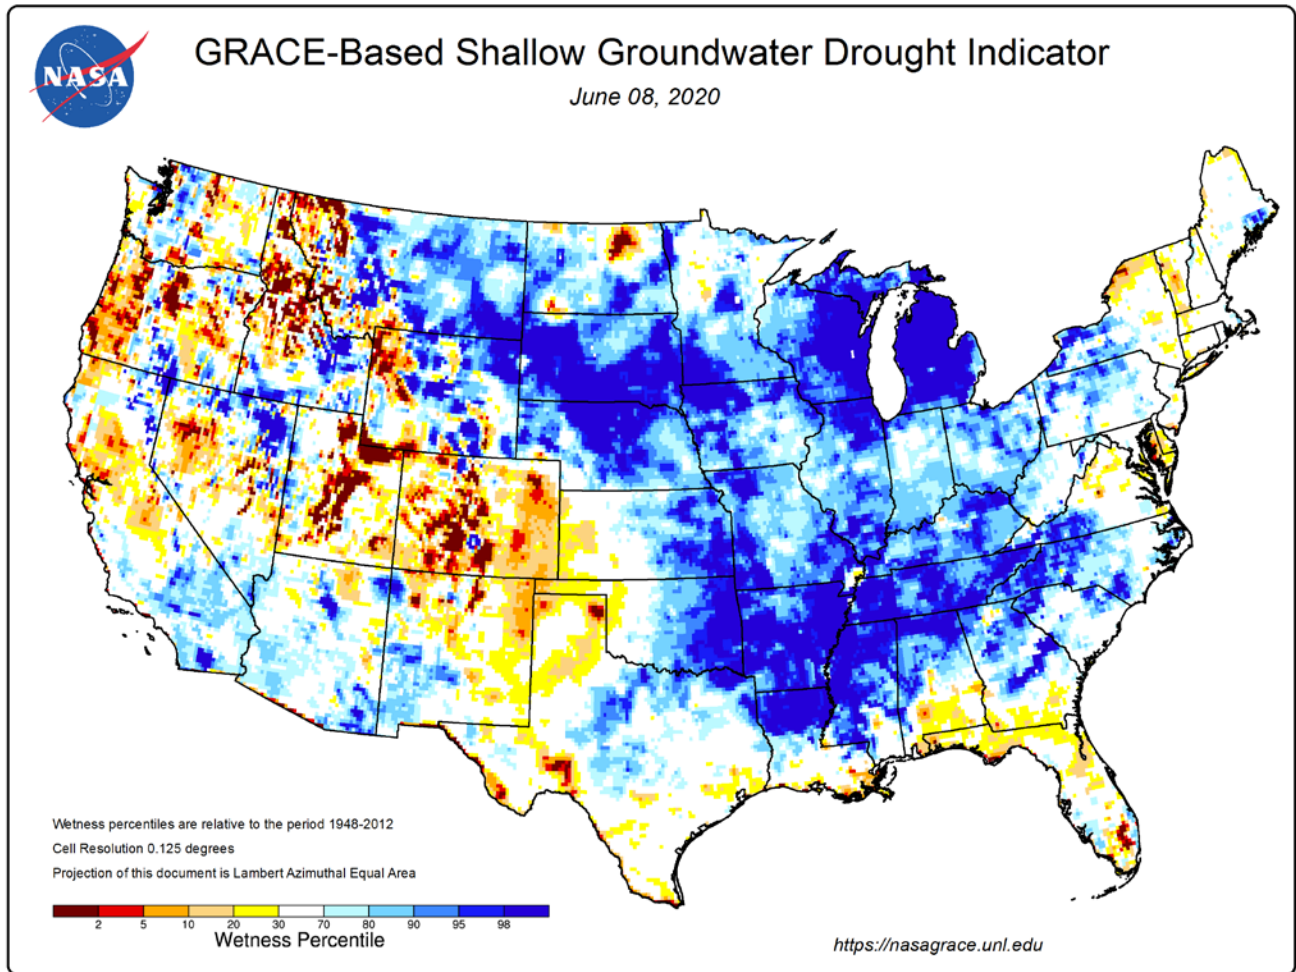 NASA
GRACE-Based Shallow Groundwater Drought Indicator
June 08, 2020
Wetness percentiles are relative to the period 1948-2012
Cell Resolution 0.125 degrees
Projection of this document is Lambert Azimuthal Equal Area
2 5 10 20 30 70 80 90 95 98
Wetness Percentile
https://nasagrace.unl.edu